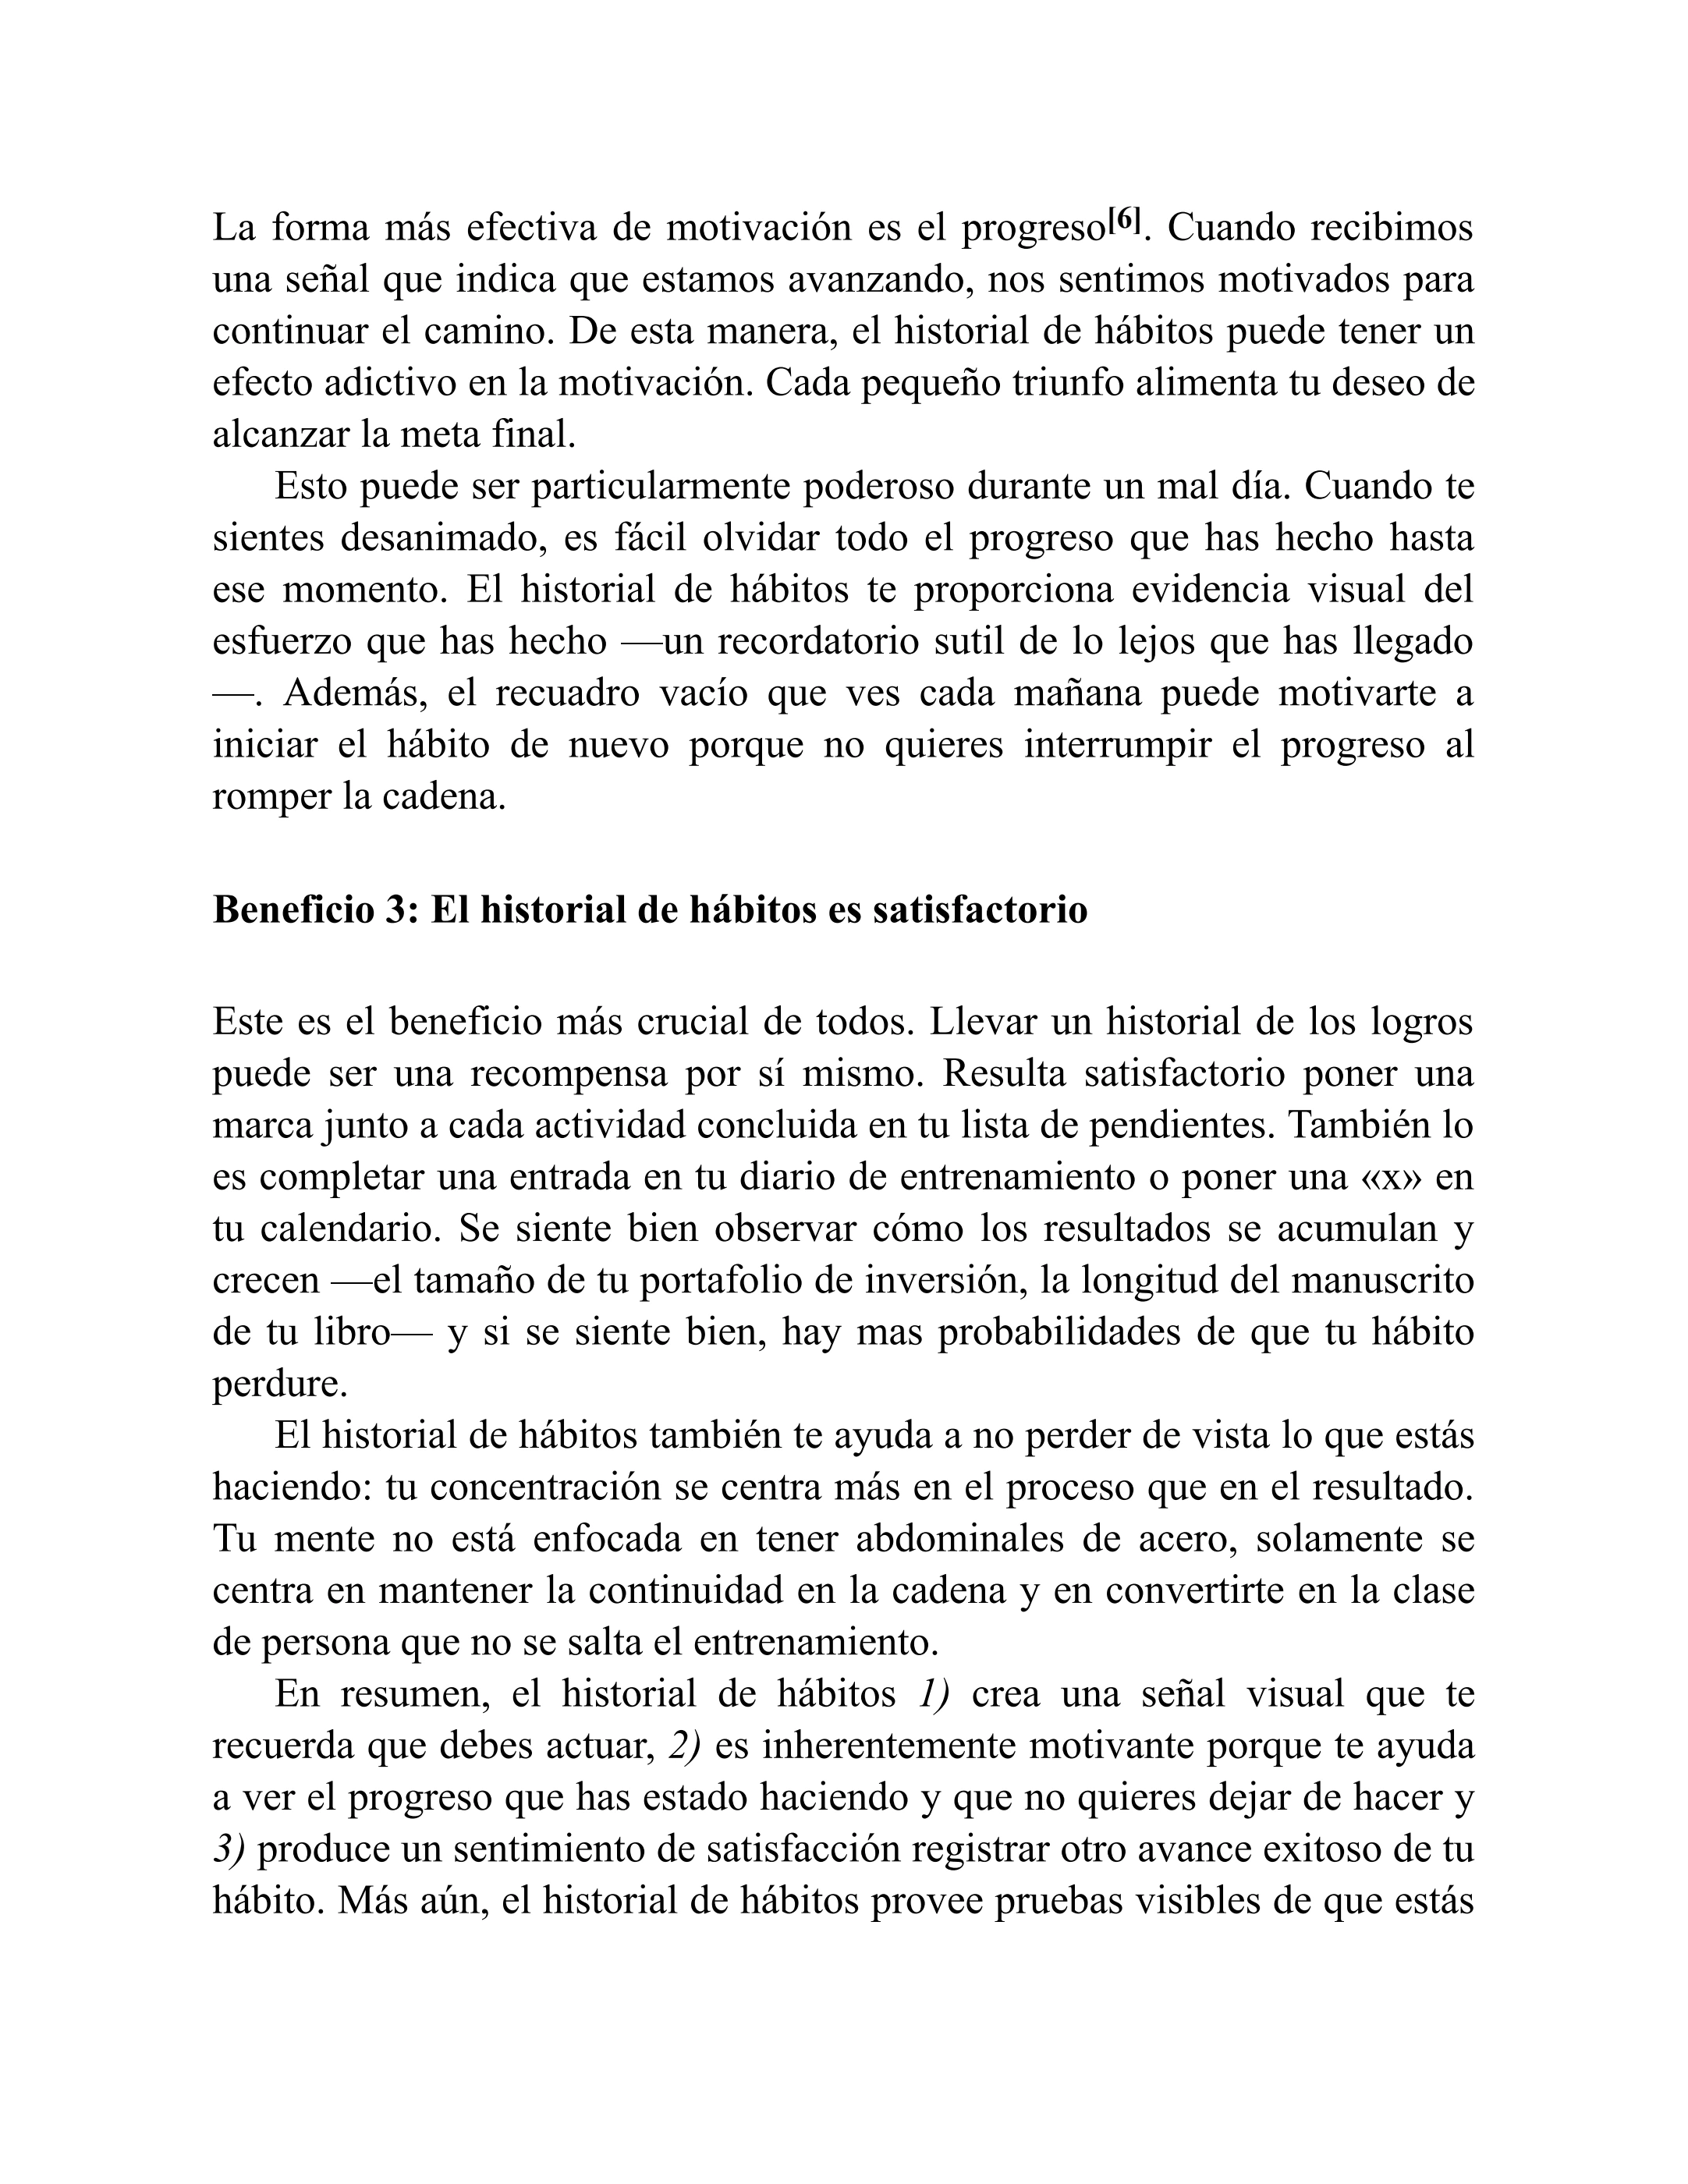 La forma más efectiva de motivación es el progreso[6]. Cuando recibimos
una señal que indica que estamos avanzando, nos sentimos motivados para
continuar el camino. De esta manera, el historial de hábitos puede tener un
efecto adictivo en la motivación. Cada pequeño triunfo alimenta tu deseo de
alcanzar la meta final.
Esto puede ser particularmente poderoso durante un mal día. Cuando te
sientes desanimado, es fácil olvidar todo el progreso que has hecho hasta
ese momento. El historial de hábitos te proporciona evidencia visual del
esfuerzo que has hecho —un recordatorio sutil de lo lejos que has llegado
—. Además, el recuadro vacío que ves cada mañana puede motivarte a
iniciar el hábito de nuevo porque no quieres interrumpir el progreso al
romper la cadena.
Beneficio 3: El historial de hábitos es satisfactorio
Este es el beneficio más crucial de todos. Llevar un historial de los logros
puede ser una recompensa por sí mismo. Resulta satisfactorio poner una
marca junto a cada actividad concluida en tu lista de pendientes. También lo
es completar una entrada en tu diario de entrenamiento o poner una «x» en
tu calendario. Se siente bien observar cómo los resultados se acumulan y
crecen —el tamaño de tu portafolio de inversión, la longitud del manuscrito
de tu libro— y si se siente bien, hay mas probabilidades de que tu hábito
perdure.
El historial de hábitos también te ayuda a no perder de vista lo que estás
haciendo: tu concentración se centra más en el proceso que en el resultado.
Tu mente no está enfocada en tener abdominales de acero, solamente se
centra en mantener la continuidad en la cadena y en convertirte en la clase
de persona que no se salta el entrenamiento.
En resumen, el historial de hábitos 1) crea una señal visual que te
recuerda que debes actuar, 2) es inherentemente motivante porque te ayuda
a ver el progreso que has estado haciendo y que no quieres dejar de hacer y
3) produce un sentimiento de satisfacción registrar otro avance exitoso de tu
hábito. Más aún, el historial de hábitos provee pruebas visibles de que estás